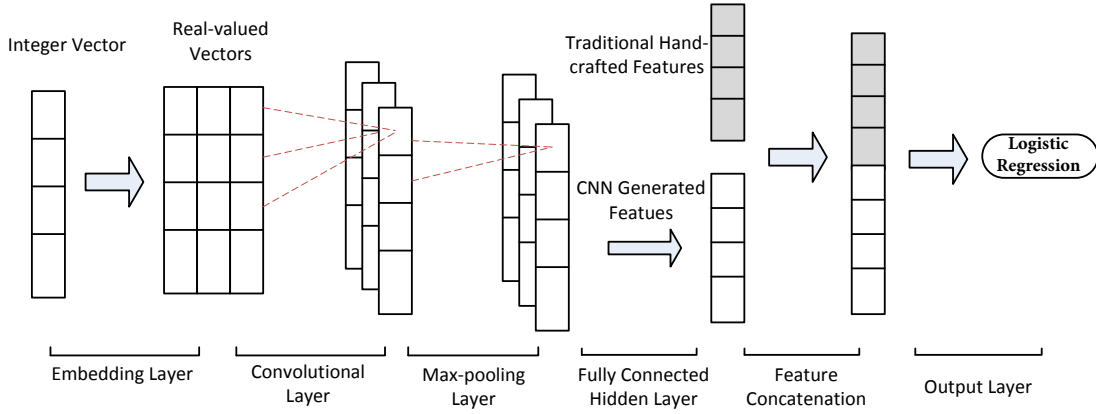 Integer Vector
Real-valued
Vectors
Traditional Hand-
crafted Features
CNN Generated
Featues
Logistic
Regression
Embedding Layer
Convolutional
Layer
Max-pooling
Layer
Fully Connected
Hidden Layer
Feature
Concatenation
Output Layer